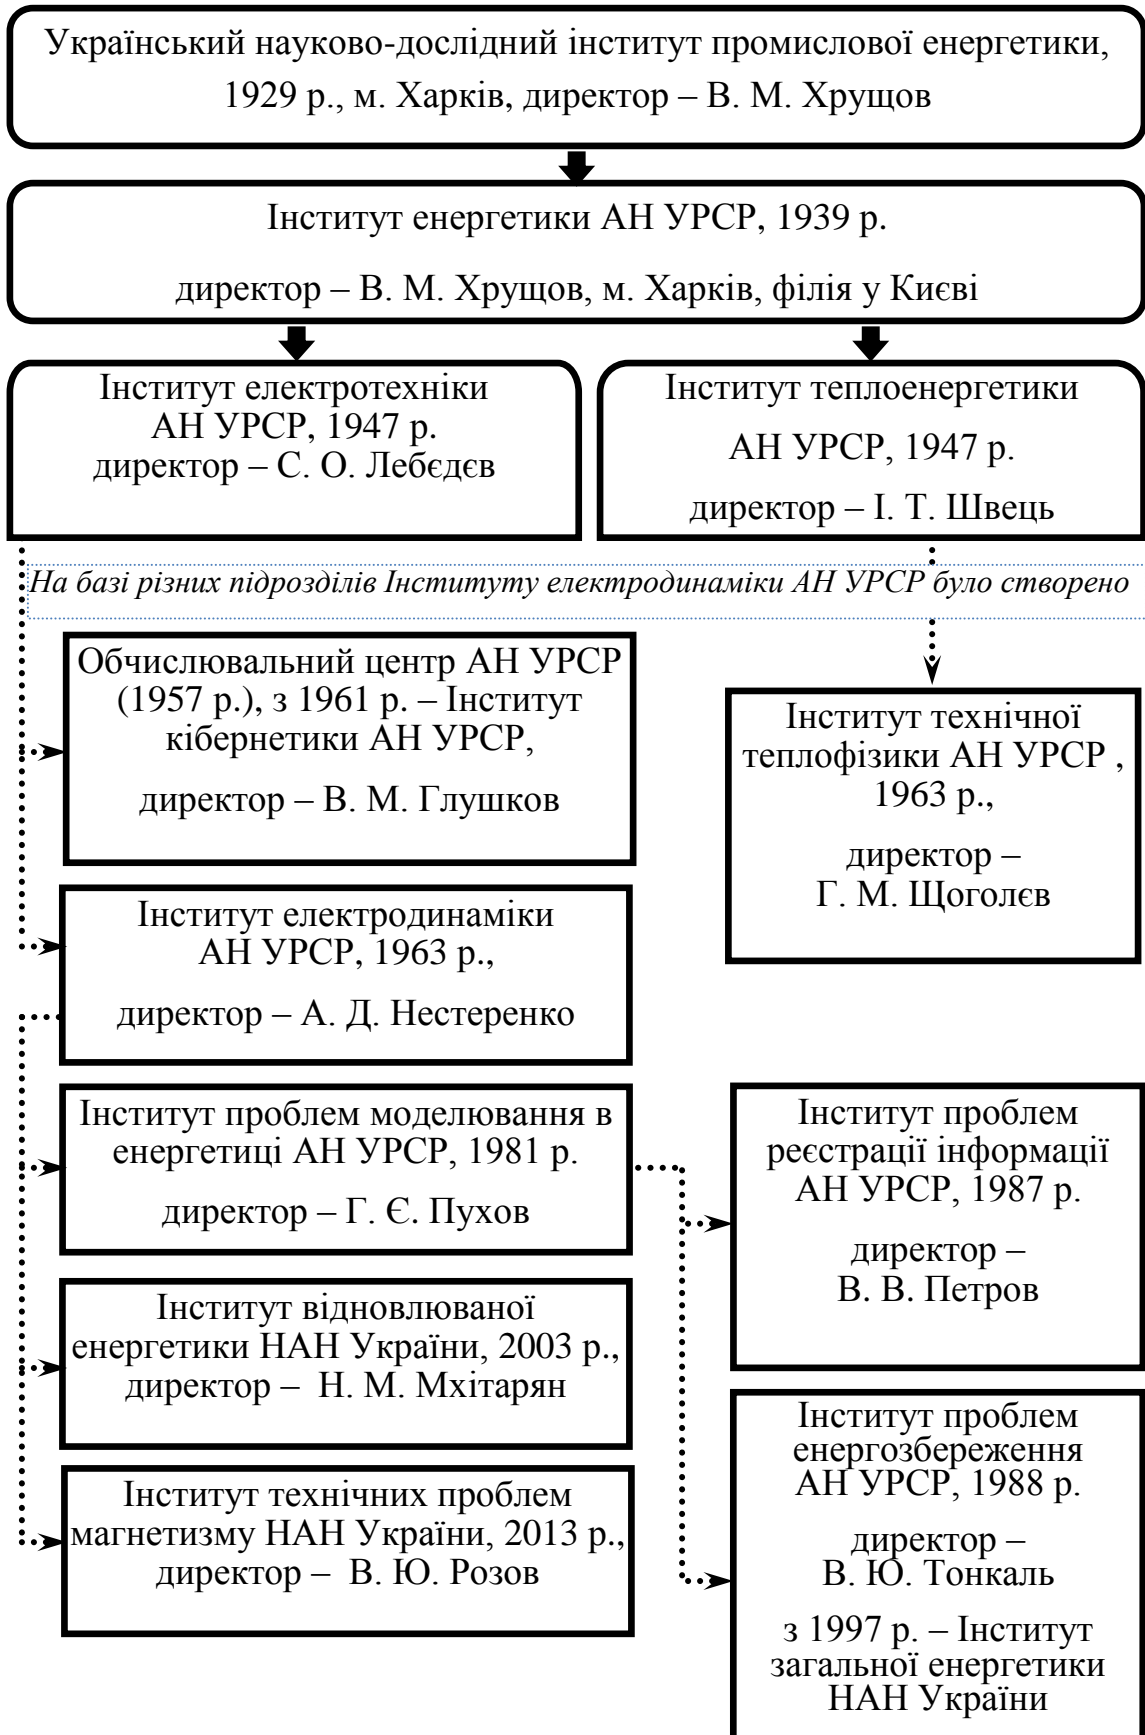 Український науково-дослідний інститут промислової енергетики,
1929 р., м. Харків, директор – В. М. Хрущов
Інститут енергетики АН УРСР, 1939 р.
директор – В. М. Хрущов, м. Харків, філія у Києві
Інститут електротехніки
АН УРСР, 1947 р.
директор – С. О. Лебєдєв
Інститут теплоенергетики
АН УРСР, 1947 р.
директор – І. Т. Швець
На базі різних підрозділів Інституту електродинаміки АН УРСР було створено
Обчислювальний центр АН УРСР
(1957 р.), з 1961 р. – Інститут
кібернетики АН УРСР,
директор – В. М. Глушков
Інститут технічної
теплофізики АН УРСР ,
1963 р.,
директор –
Г. М. Щоголєв
Інститут електродинаміки
АН УРСР, 1963 р.,
директор – А. Д. Нестеренко
Інститут проблем моделювання в
енергетиці АН УРСР, 1981 р.
директор – Г. Є. Пухов
Інститут проблем
реєстрації інформації
АН УРСР, 1987 р.
директор –
В. В. Петров
Інститут відновлюваної
енергетики НАН України, 2003 р.,
директор – Н. М. Мхітарян
Інститут технічних проблем
магнетизму НАН України, 2013 р.,
директор – В. Ю. Розов
Інститут проблем
енергозбереження
АН УРСР, 1988 р.
директор –
В. Ю. Тонкаль
з 1997 р. – Інститут
загальної енергетики
НАН України